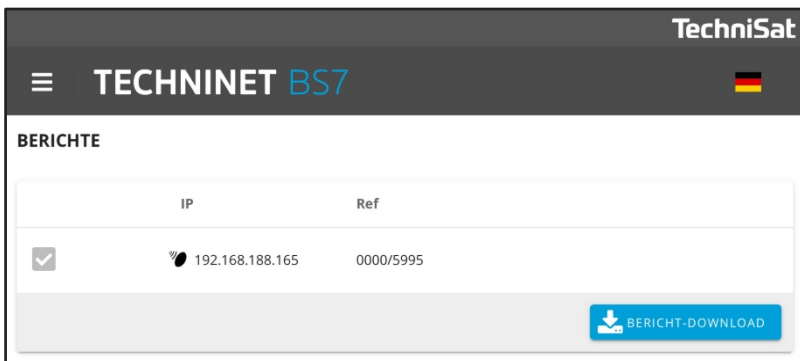 TechniSat
TECHNINET BS7
BERICHTE
IP Ref
192.168.188.165 0000/5995
BERICHT-DOWNLOAD